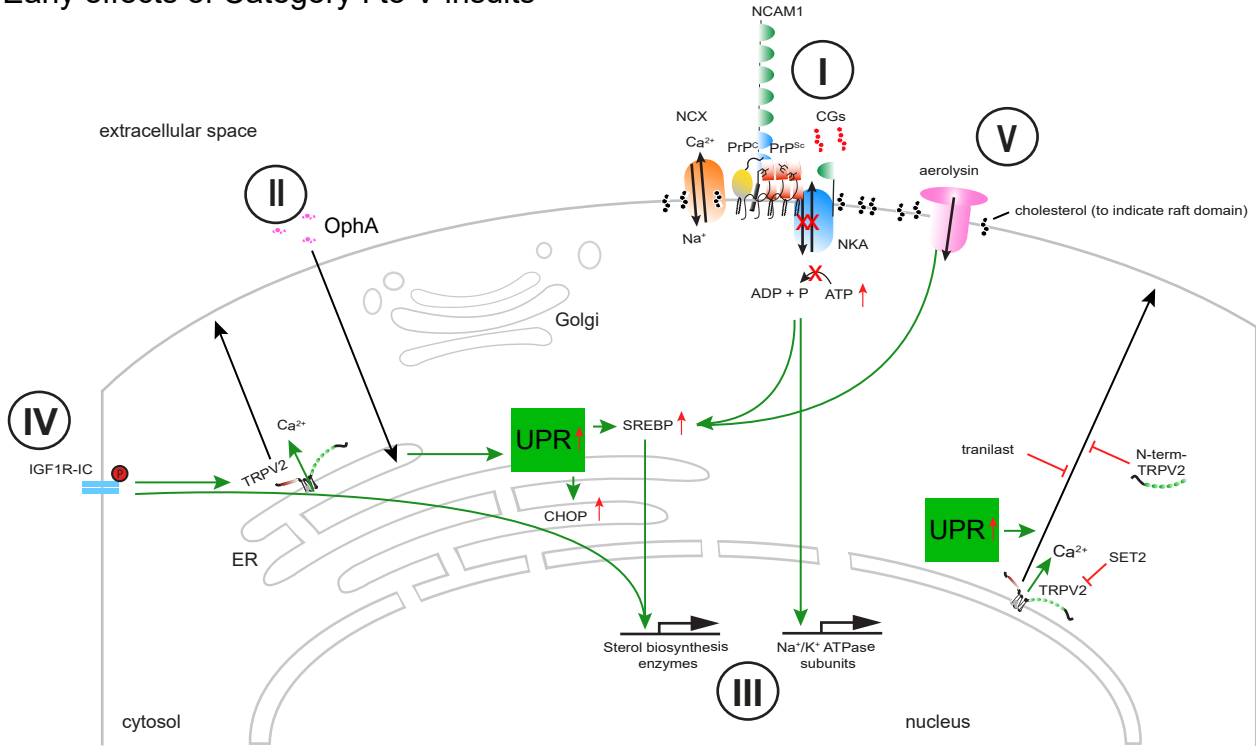 Early effects of Category I to V insults
NCAM1
I
NCX
CGs
Ca²⁺
PrPᶜ
PrPˢᶜ
V
extracellular space
aerolysin
II
OphA
cholesterol (to indicate raft domain)
Na⁺
NKA
ADP + P
ATP
Golgi
IV
Ca²⁺
UPR
SREBP
IGF1R-IC
P
TRPV2
tranilast
N-term-
TRPV2
CHOP
UPR
ER
Ca²⁺
SET2
TRPV2
Sterol biosynthesis
enzymes
Na⁺/K⁺ ATPase
subunits
III
cytosol
nucleus